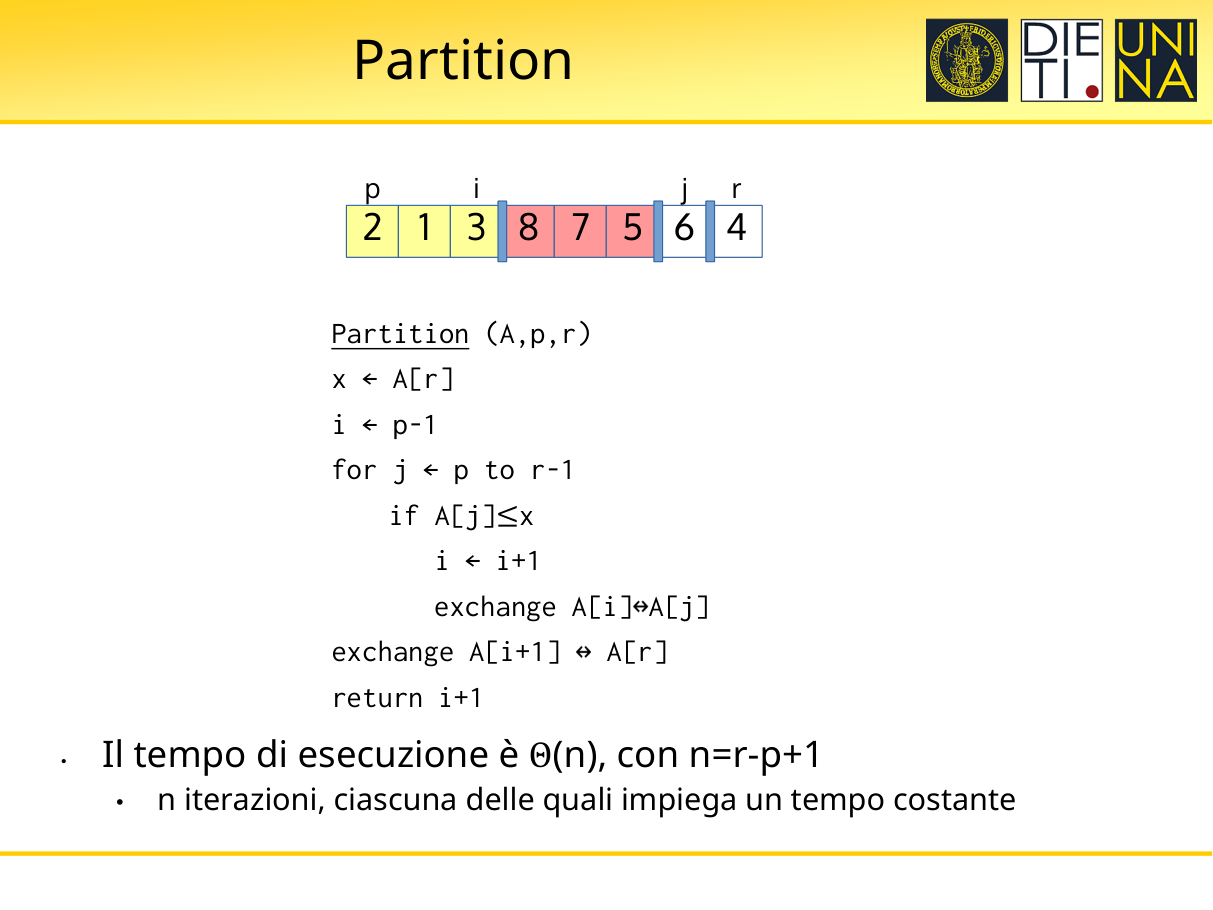 Partition
DIE
TI.
UNI
NA
p i j r
2 1 3 8 7 5 6 4
Partition (A,p,r)
x ← A[r]
i ← p-1
for j ← p to r-1
if A[j]≤x
i ← i+1
exchange A[i]↔A[j]
exchange A[i+1] ↔ A[r]
return i+1
• Il tempo di esecuzione è Θ(n), con n=r-p+1
• n iterazioni, ciascuna delle quali impiega un tempo costante